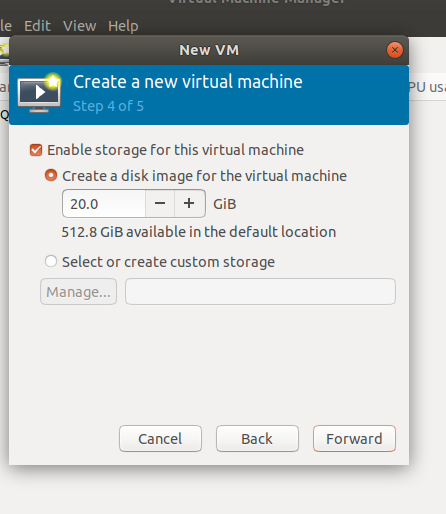 Virtual Machine Manager
Edit View Help
New VM
Create a new virtual machine
Step 4 of 5
PU usa
Enable storage for this virtual machine
Create a disk image for the virtual machine
20.0 − + GiB
512.8 GiB available in the default location
Select or create custom storage
Manage...
Cancel Back Forward